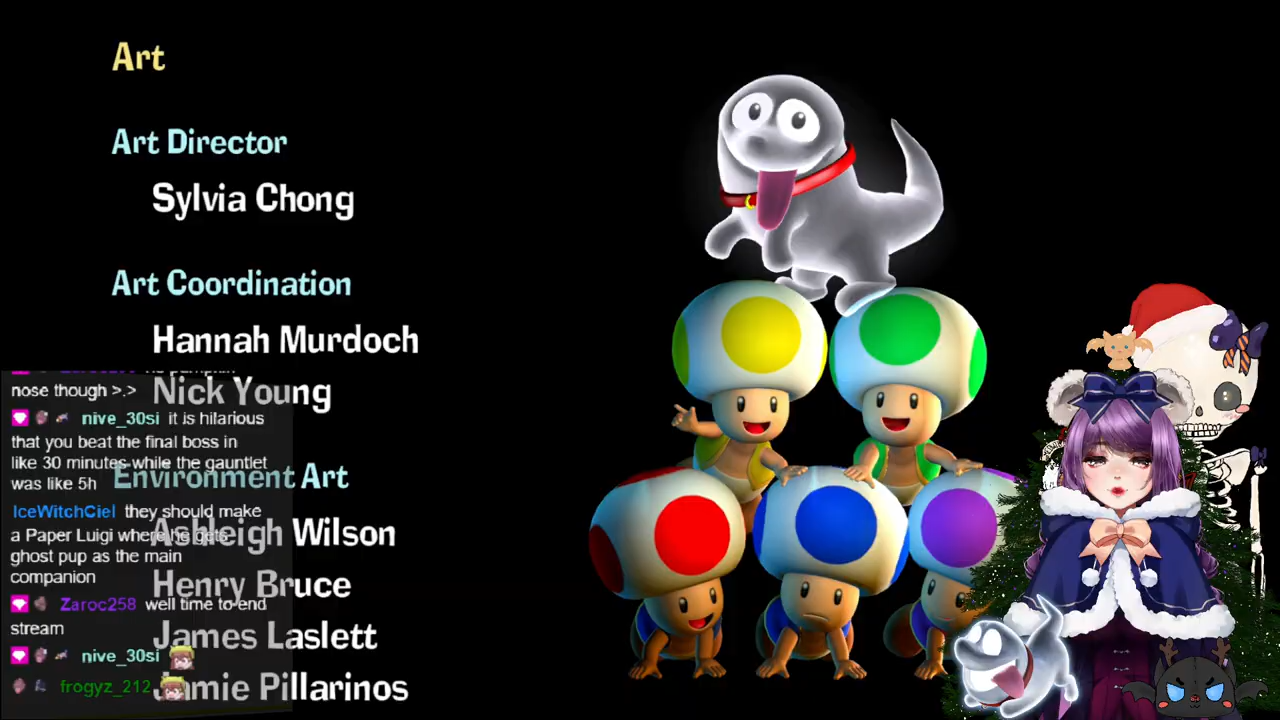 Art
Art Director
Sylvia Chong
Art Coordination
Hannah Murdoch
Nick Young
Environment Art
Ashleigh Wilson
Henry Bruce
James Laslett
Jamie Pillarinos
nose though >.>
nive_30si it is hilarious
that you beat the final boss in
like 30 minutes while the gauntlet
was like 5h
IceWitchCiel they should make
a Paper Luigi where he gets
ghost pup as the main
companion
Zaroc258 well time to end
stream
nive_30si
frogyz_212